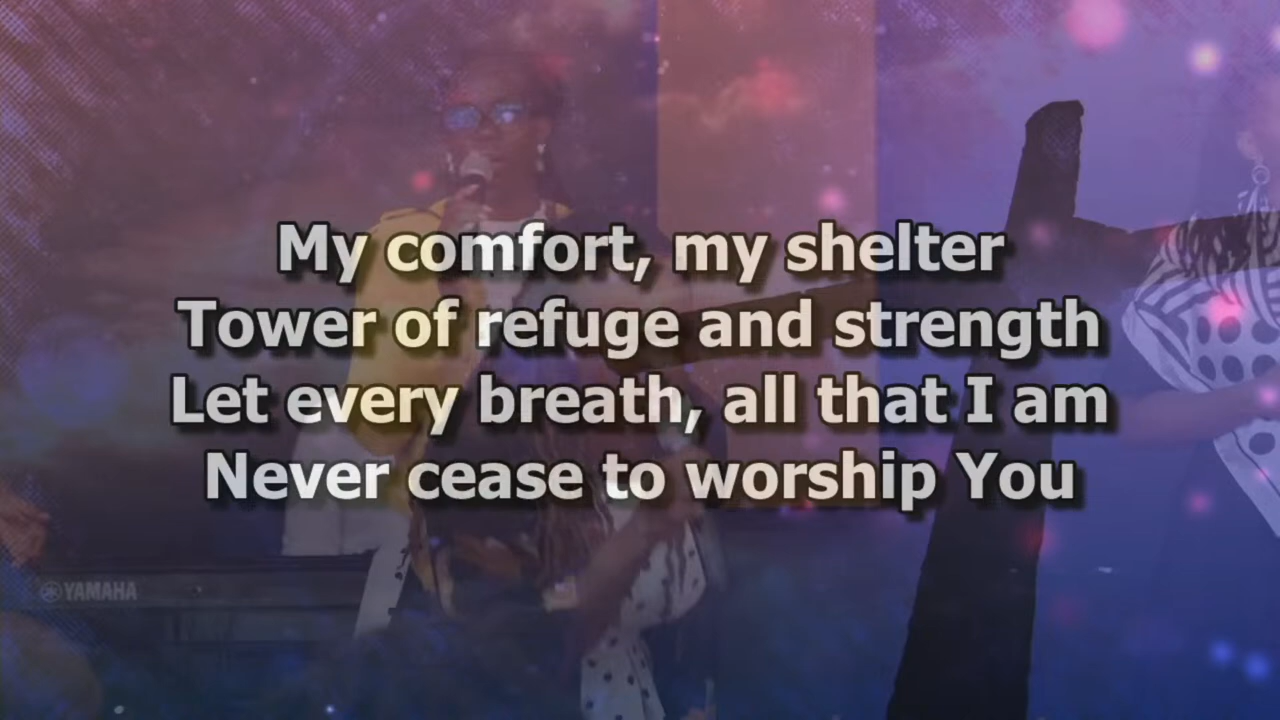 My comfort, my shelter
Tower of refuge and strength
Let every breath, all that I am
Never cease to worship You
YAMAHA